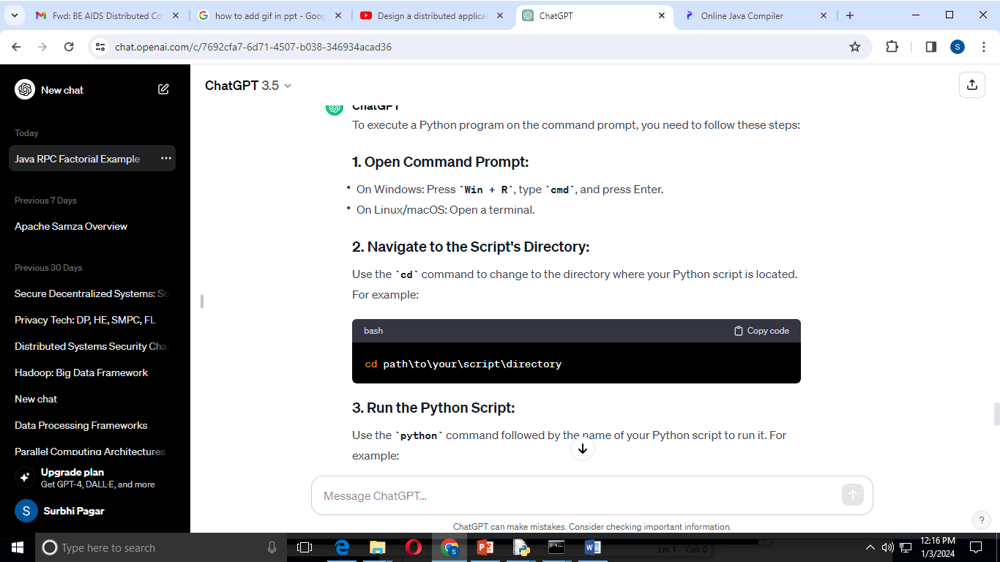 Fwd: BE AIDS Distributed Co
how to add gif in ppt - Goog
Design a distributed applicat
ChatGPT
Online Java Compiler
chat.openai.com/c/7692cfa7-6d71-4507-b038-346934acad36
S
New chat
ChatGPT 3.5
Today
Java RPC Factorial Example
Previous 7 Days
Apache Samza Overview
Previous 30 Days
Secure Decentralized Systems: So
Privacy Tech: DP, HE, SMPC, FL
Distributed Systems Security Chal
Hadoop: Big Data Framework
New chat
Data Processing Frameworks
Parallel Computing Architectures
Upgrade plan
Get GPT-4, DALL·E, and more
S
Surbhi Pagar
ChatGPT
To execute a Python program on the command prompt, you need to follow these steps:
1. Open Command Prompt:
• On Windows: Press `Win + R`, type `cmd`, and press Enter.
• On Linux/macOS: Open a terminal.
2. Navigate to the Script's Directory:
Use the `cd` command to change to the directory where your Python script is located.
For example:
bash
Copy code
cd path\to\your\script\directory
3. Run the Python Script:
Use the `python` command followed by the name of your Python script to run it. For
example:
Message ChatGPT...
ChatGPT can make mistakes. Consider checking important information.
?
Type here to search
Ln: 1 Col: 0
12:16 PM
1/3/2024